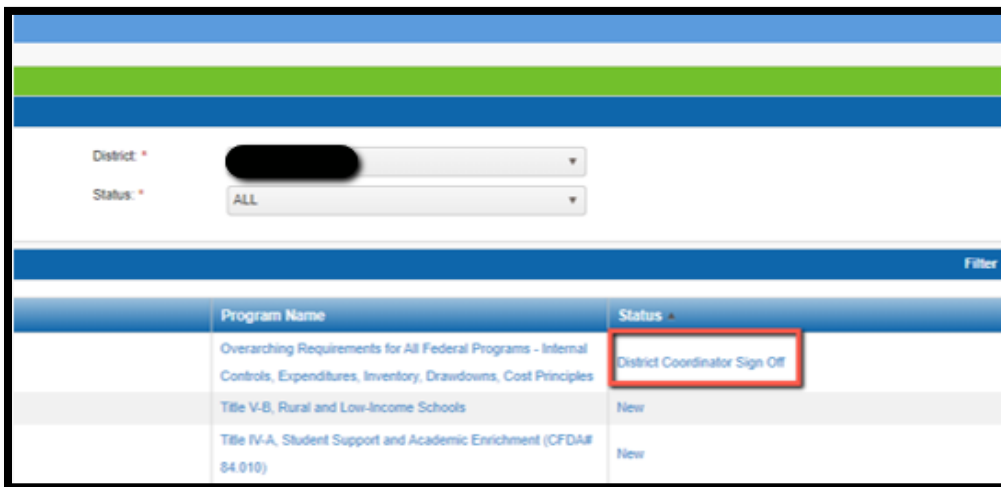 District: *
Status: *
ALL
Filter
Program Name
Status
Overarching Requirements for All Federal Programs - Internal
Controls, Expenditures, Inventory, Drawdowns, Cost Principles
District Coordinator Sign Off
Title V-B, Rural and Low-Income Schools
New
Title IV-A, Student Support and Academic Enrichment (CFDA#
84.010)
New